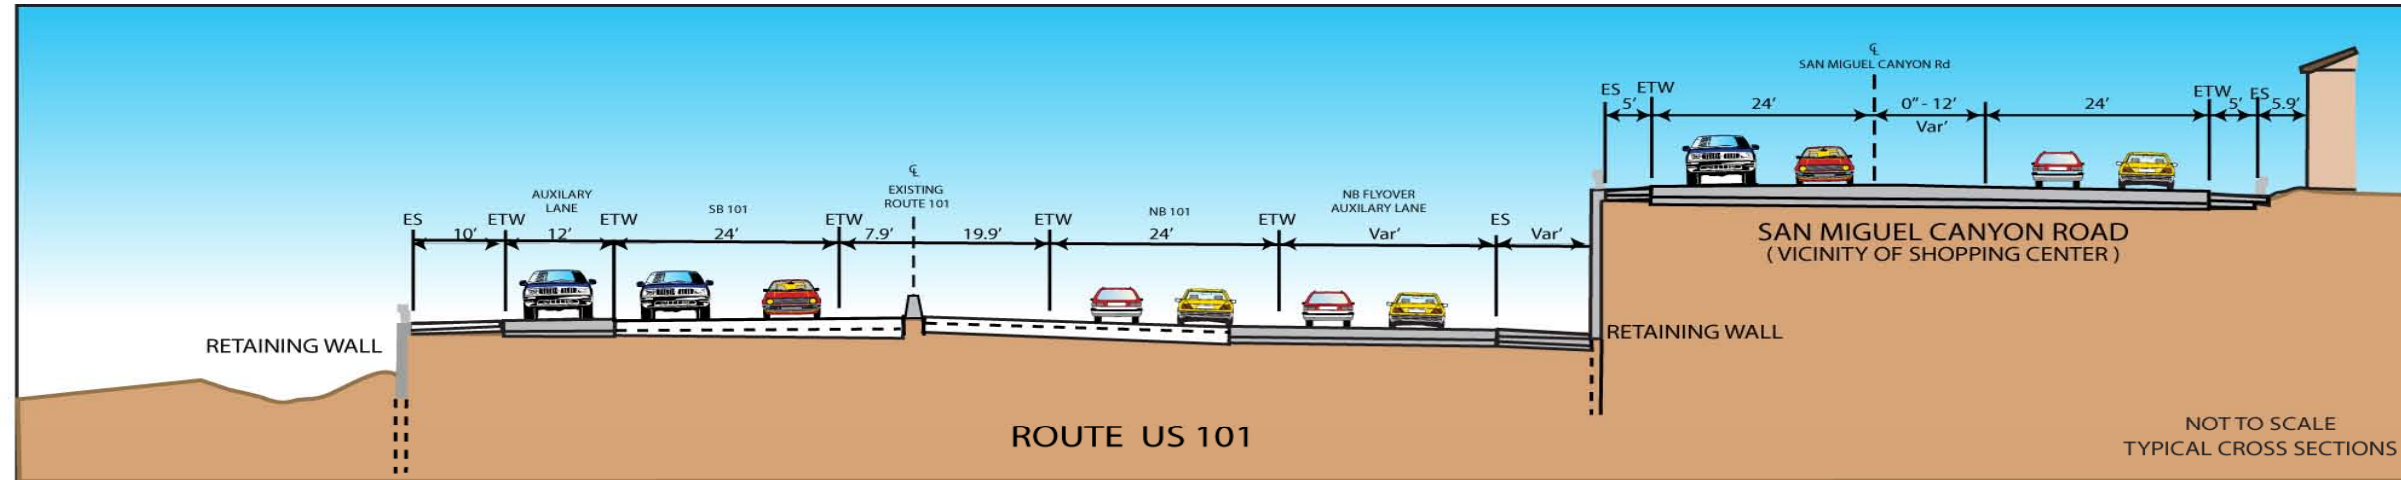 ℄
SAN MIGUEL CANYON Rd
ES
ETW
ETW
ES
5'
24'
0" - 12'
24'
5'
5.9'
Var'
℄
EXISTING
ROUTE 101
AUXILARY
LANE
SB 101
NB 101
NB FLYOVER
AUXILARY LANE
ES
ETW
ETW
ETW
ETW
ETW
ES
10'
12'
24'
7.9'
19.9'
24'
Var'
Var'
SAN MIGUEL CANYON ROAD
( VICINITY OF SHOPPING CENTER )
RETAINING WALL
RETAINING WALL
ROUTE US 101
NOT TO SCALE
TYPICAL CROSS SECTIONS